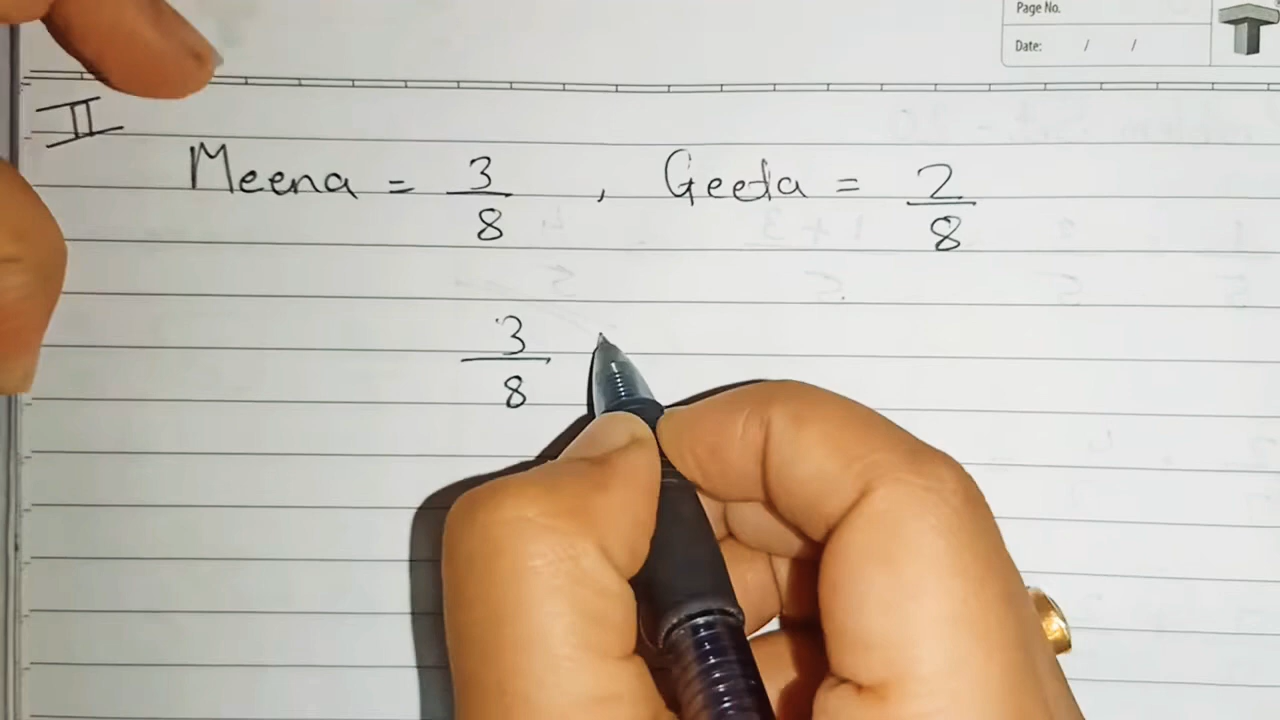 Page No.
Date: / /
II
Meena = 3/8 , Geeta = 2/8
3/8